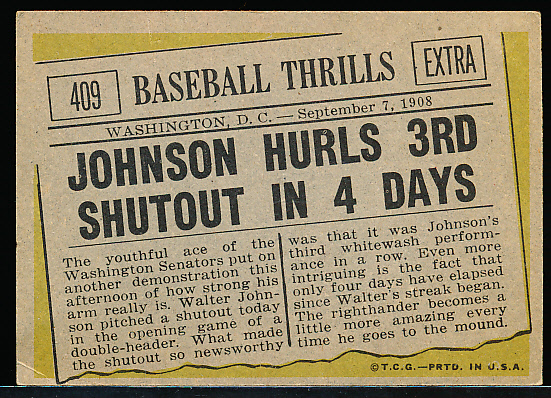 409
BASEBALL THRILLS
EXTRA
WASHINGTON, D. C. — September 7, 1908
JOHNSON HURLS 3RD
SHUTOUT IN 4 DAYS
The youthful ace of the
Washington Senators put on
another demonstration this
afternoon of how strong his
arm really is. Walter John-
son pitched a shutout today
in the opening game of a
double-header. What made
the shutout so newsworthy
was that it was Johnson's
third whitewash perform-
ance in a row. Even more
intriguing is the fact that
only four days have elapsed
since Walter's streak began.
The righthander becomes a
little more amazing every
time he goes to the mound.
© T.C.G.—PRTD. IN U.S.A.